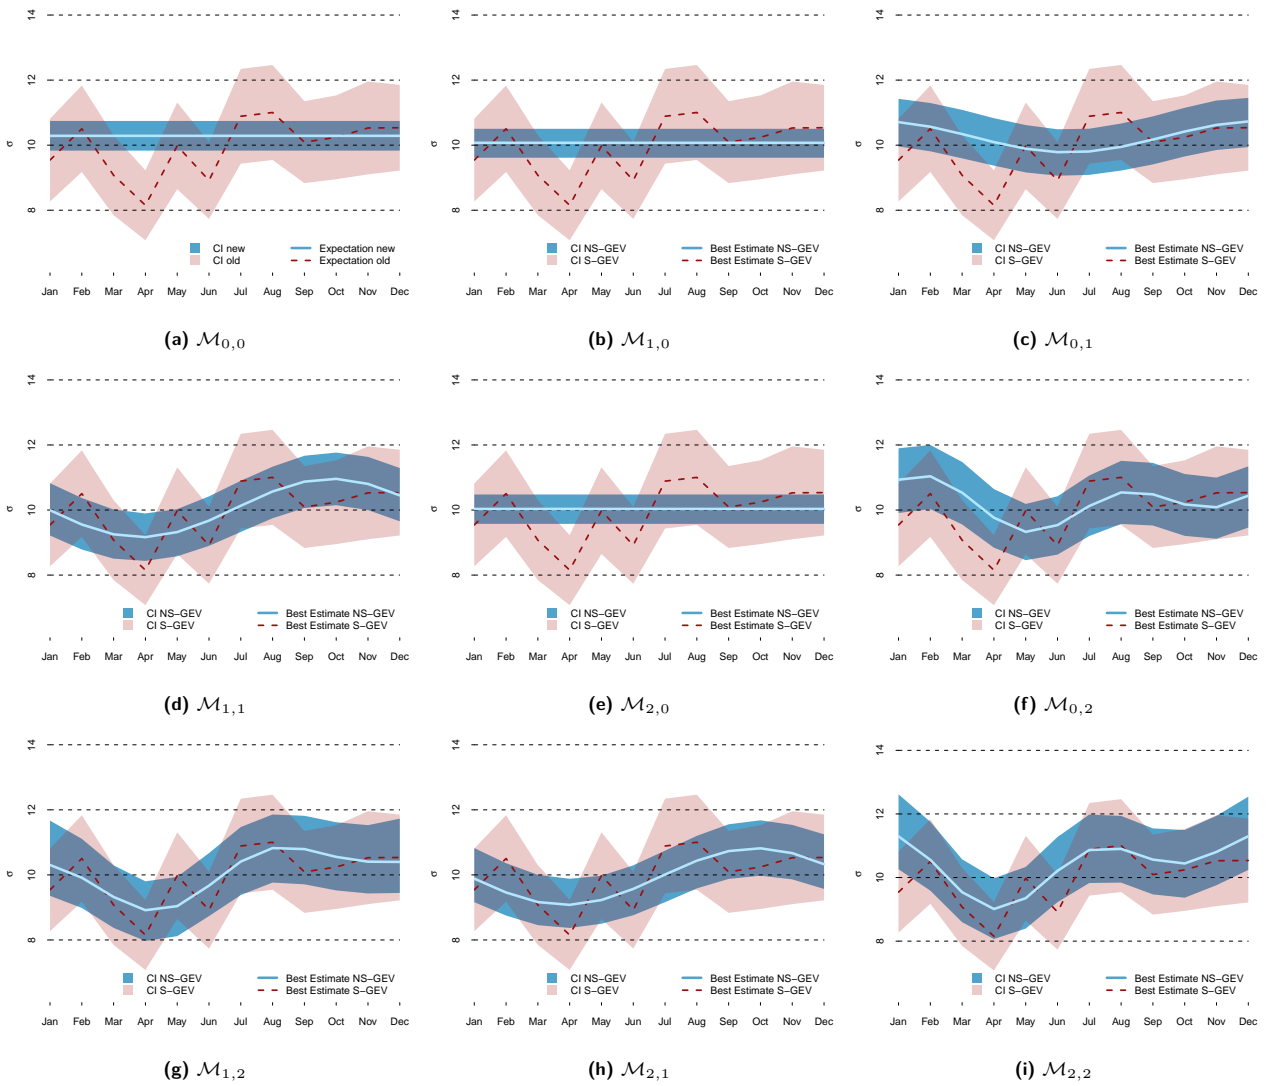 14 14 14
12 12 12
σ 10 σ 10 σ 10
8 8 8
CI new Expectation new CI NS−GEV Best Estimate NS−GEV CI NS−GEV Best Estimate NS−GEV
CI old Expectation old CI S−GEV Best Estimate S−GEV CI S−GEV Best Estimate S−GEV
Jan Feb Mar Apr May Jun Jul Aug Sep Oct Nov Dec Jan Feb Mar Apr May Jun Jul Aug Sep Oct Nov Dec Jan Feb Mar Apr May Jun Jul Aug Sep Oct Nov Dec
(a) M0,0 (b) M1,0 (c) M0,1
14 14 14
12 12 12
σ 10 σ 10 σ 10
8 8 8
CI NS−GEV Best Estimate NS−GEV CI NS−GEV Best Estimate NS−GEV CI NS−GEV Best Estimate NS−GEV
CI S−GEV Best Estimate S−GEV CI S−GEV Best Estimate S−GEV CI S−GEV Best Estimate S−GEV
Jan Feb Mar Apr May Jun Jul Aug Sep Oct Nov Dec Jan Feb Mar Apr May Jun Jul Aug Sep Oct Nov Dec Jan Feb Mar Apr May Jun Jul Aug Sep Oct Nov Dec
(d) M1,1 (e) M2,0 (f) M0,2
14 14 14
12 12 12
σ 10 σ 10 σ 10
8 8 8
CI NS−GEV Best Estimate NS−GEV CI NS−GEV Best Estimate NS−GEV CI NS−GEV Best Estimate NS−GEV
CI S−GEV Best Estimate S−GEV CI S−GEV Best Estimate S−GEV CI S−GEV Best Estimate S−GEV
Jan Feb Mar Apr May Jun Jul Aug Sep Oct Nov Dec Jan Feb Mar Apr May Jun Jul Aug Sep Oct Nov Dec Jan Feb Mar Apr May Jun Jul Aug Sep Oct Nov Dec
(g) M1,2 (h) M2,1 (i) M2,2